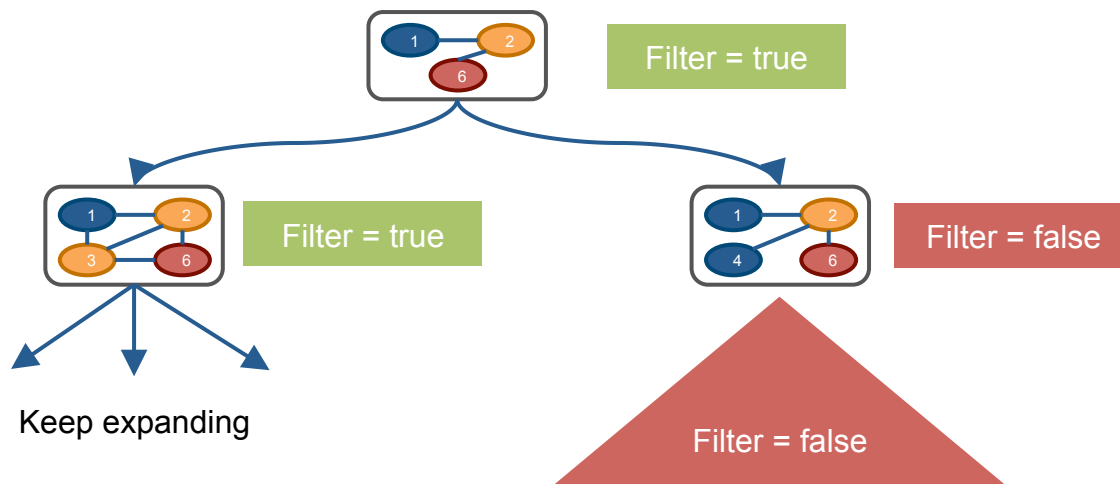 1 2
6
Filter = true
1 2
3 6
Filter = true
1 2
4 6
Filter = false
Keep expanding
Filter = false